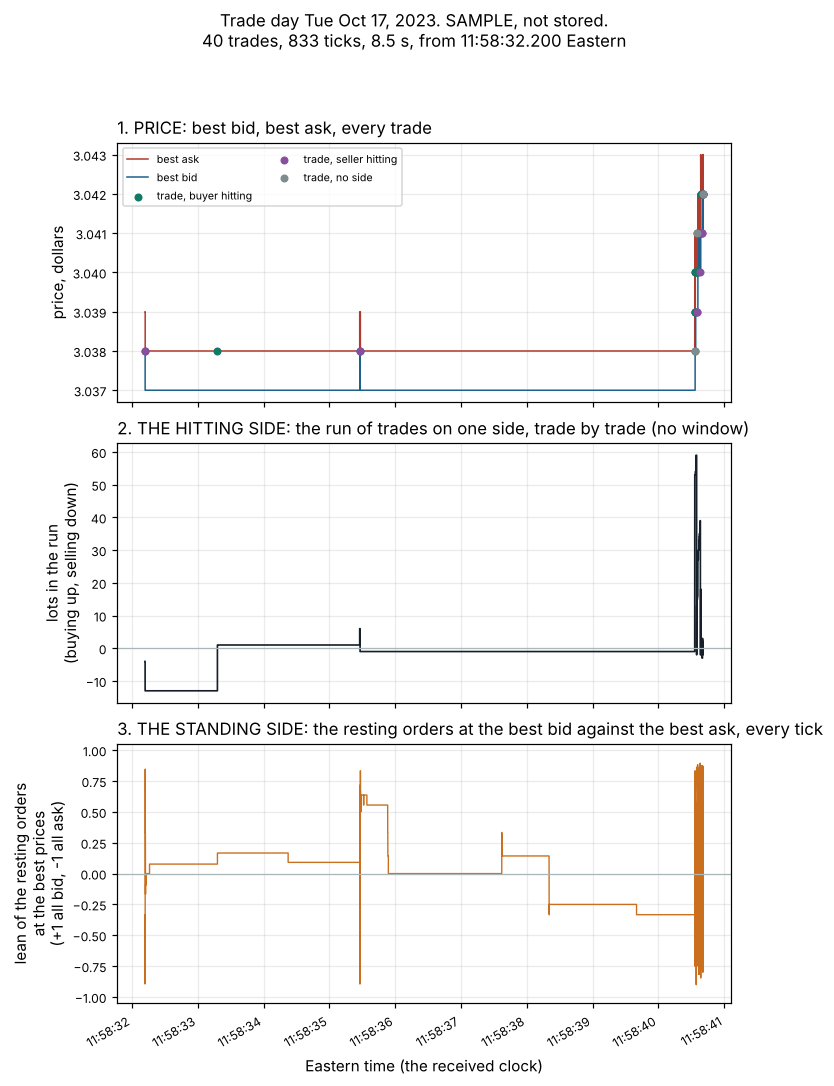 Trade day Tue Oct 17, 2023. SAMPLE, not stored.
40 trades, 833 ticks, 8.5 s, from 11:58:32.200 Eastern
1. PRICE: best bid, best ask, every trade
best ask
best bid
trade, buyer hitting
trade, seller hitting
trade, no side
price, dollars
3.043
3.042
3.041
3.040
3.039
3.038
3.037
2. THE HITTING SIDE: the run of trades on one side, trade by trade (no window)
lots in the run
(buying up, selling down)
60
50
40
30
20
10
0
−10
3. THE STANDING SIDE: the resting orders at the best bid against the best ask, every tick
lean of the resting orders
at the best prices
(+1 all bid, −1 all ask)
1.00
0.75
0.50
0.25
0.00
−0.25
−0.50
−0.75
−1.00
11:58:32
11:58:33
11:58:34
11:58:35
11:58:36
11:58:37
11:58:38
11:58:39
11:58:40
11:58:41
Eastern time (the received clock)